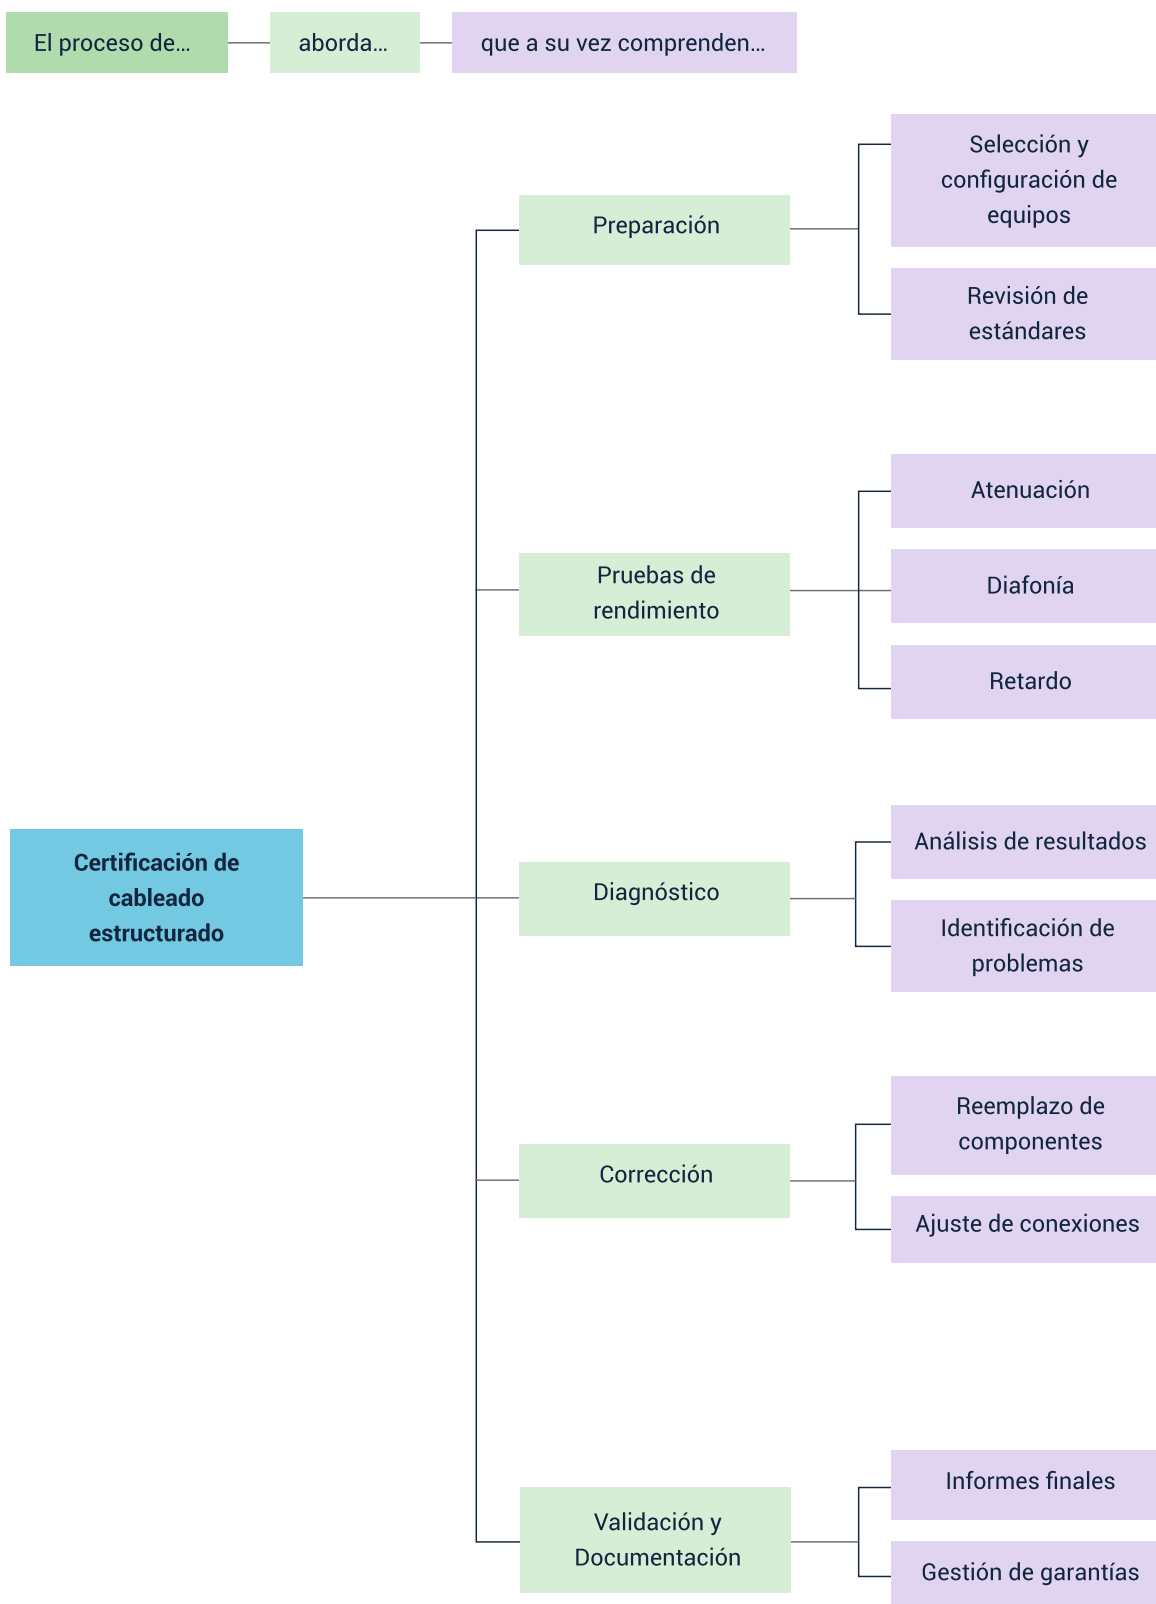 El proceso de...
aborda...
que a su vez comprenden...
Certificación de
cableado
estructurado
Preparación
Selección y
configuración de
equipos
Revisión de
estándares
Pruebas de
rendimiento
Atenuación
Diafonía
Retardo
Diagnóstico
Análisis de resultados
Identificación de
problemas
Corrección
Reemplazo de
componentes
Ajuste de conexiones
Validación y
Documentación
Informes finales
Gestión de garantías